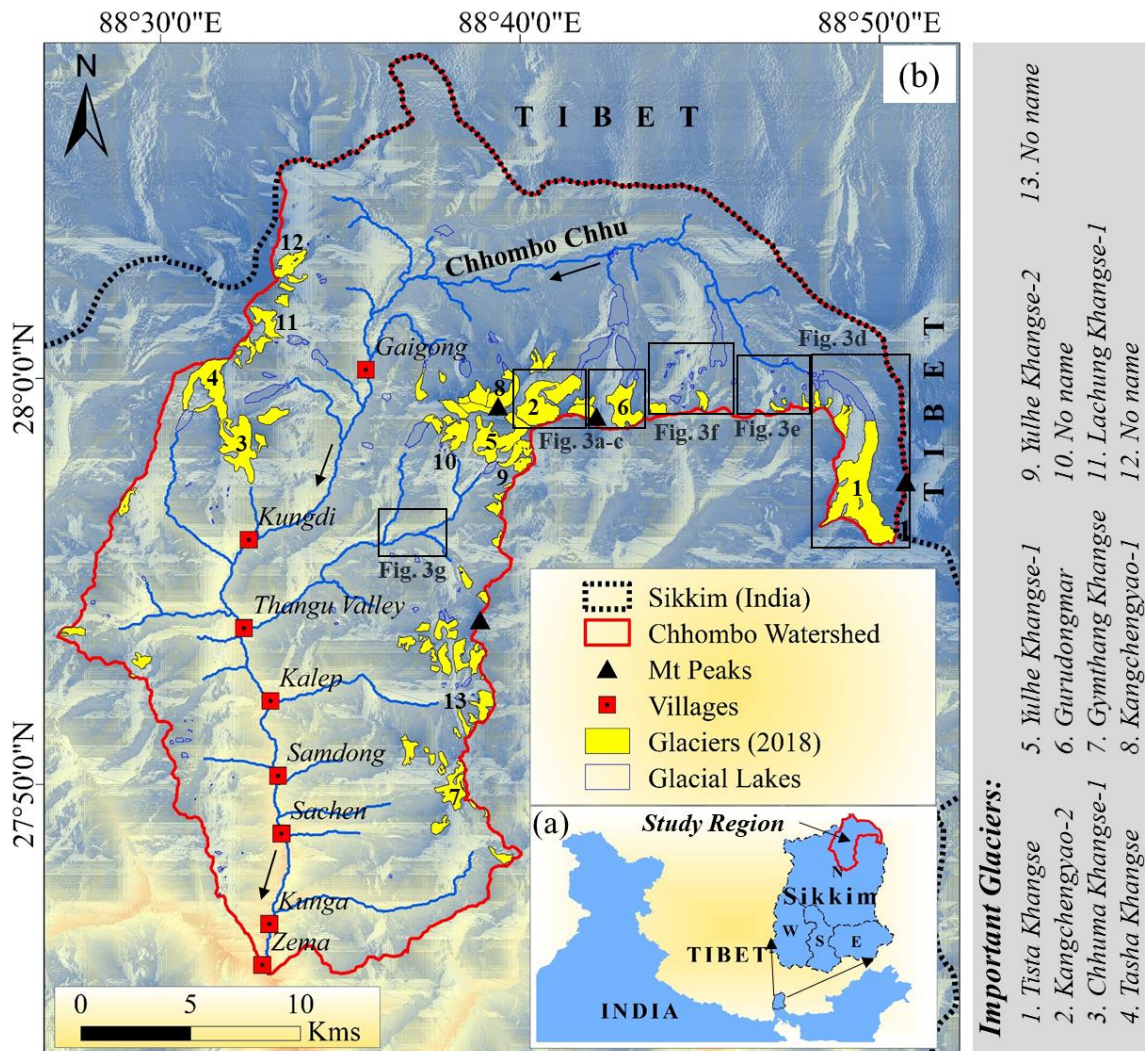 88°30'0"E
88°40'0"E
88°50'0"E
N
(b)
T I B E T
12
Chhombo Chhu
11
Gaigong
Fig. 3d
T I B E T
28°0'0"N
4
8
2
6
Fig. 3a-c
Fig. 3f
Fig. 3e
3
5
10
9
1
1
Kungdi
Fig. 3g
Thangu Valley
Kalep
13
Samdong
Sachen
7
27°50'0"N
Kunga
Zema
0 5 10
Kms
Sikkim (India)
Chhombo Watershed
Mt Peaks
Villages
Glaciers (2018)
Glacial Lakes
(a)
Study Region
N
Sikkim
W
S
E
TIBET
INDIA
Important Glaciers:
1. Tista Khangse
2. Kangchengyao-2
3. Chhuma Khangse-1
4. Tasha Khangse
5. Yulhe Khangse-1
6. Gurudongmar
7. Gymthang Khangse
8. Kangchengyao-1
9. Yulhe Khangse-2
10. No name
11. Lachung Khangse-1
12. No name
13. No name